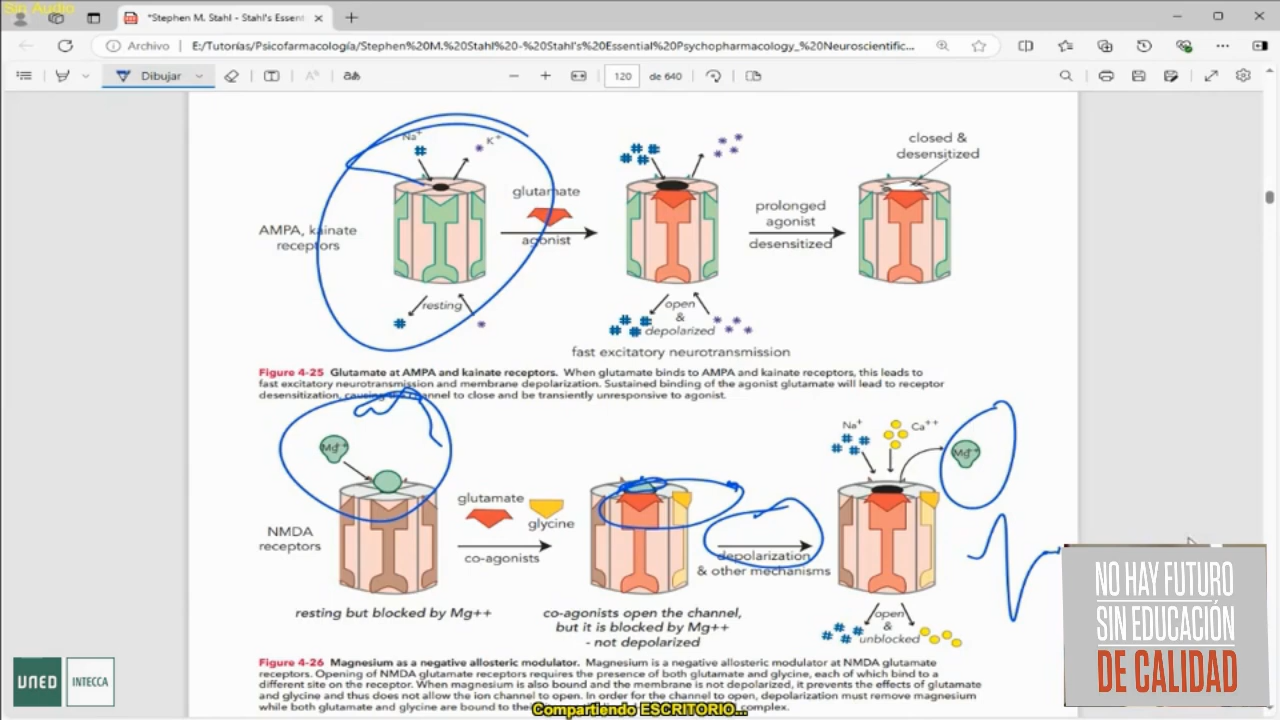 Sin Audio
*Stephen M. Stahl - Stahl's Essent
Archivo E:/Tutorías/Psicofarmacología/Stephen%20M.%20Stahl%20-%20Stahl's%20Essential%20Psychopharmacology_%20Neuroscientific...
Dibujar
120 de 640
Na+ K+
closed &
desensitized
glutamate
agonist
prolonged
agonist
desensitized
AMPA, kainate
receptors
resting
open
&
depolarized
fast excitatory neurotransmission
Figure 4-25 Glutamate at AMPA and kainate receptors. When glutamate binds to AMPA and kainate receptors, this leads to
fast excitatory neurotransmission and membrane depolarization. Sustained binding of the agonist glutamate will lead to receptor
desensitization, causing the channel to close and be transiently unresponsive to agonist.
Mg++
Na+ Ca++
Mg++
glutamate
glycine
co-agonists
NMDA
receptors
depolarization
& other mechanisms
resting but blocked by Mg++
co-agonists open the channel,
but it is blocked by Mg++
- not depolarized
open
&
unblocked
Figure 4-26 Magnesium as a negative allosteric modulator. Magnesium is a negative allosteric modulator at NMDA glutamate
receptors. Opening of NMDA glutamate receptors requires the presence of both glutamate and glycine, each of which bind to a
different site on the receptor. When magnesium is also bound and the membrane is not depolarized, it prevents the effects of glutamate
and glycine and thus does not allow the ion channel to open. In order for the channel to open, depolarization must remove magnesium
while both glutamate and glycine are bound to their complex.
Compartiendo ESCRITORIO...
UNED INTECCA
NO HAY FUTURO
SIN EDUCACIÓN
DE CALIDAD